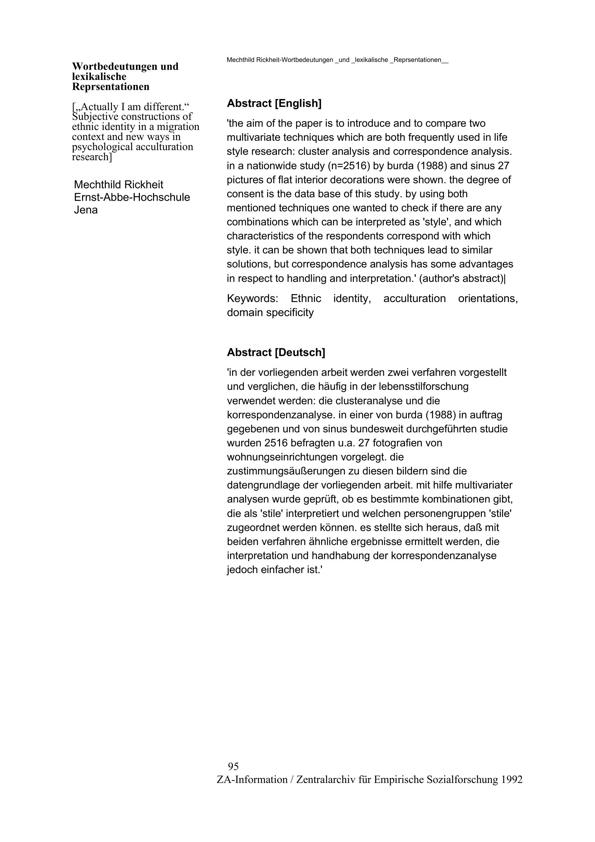 Wortbedeutungen und
lexikalische
Reprsentationen
[„Actually I am different.“
Subjective constructions of
ethnic identity in a migration
context and new ways in
psychological acculturation
research]
Mechthild Rickheit
Ernst-Abbe-Hochschule
Jena
Mechthild Rickheit-Wortbedeutungen _und _lexikalische _Reprsentationen__
Abstract [English]
'the aim of the paper is to introduce and to compare two
multivariate techniques which are both frequently used in life
style research: cluster analysis and correspondence analysis.
in a nationwide study (n=2516) by burda (1988) and sinus 27
pictures of flat interior decorations were shown. the degree of
consent is the data base of this study. by using both
mentioned techniques one wanted to check if there are any
combinations which can be interpreted as 'style', and which
characteristics of the respondents correspond with which
style. it can be shown that both techniques lead to similar
solutions, but correspondence analysis has some advantages
in respect to handling and interpretation.' (author's abstract)|
Keywords: Ethnic identity, acculturation orientations,
domain specificity
Abstract [Deutsch]
'in der vorliegenden arbeit werden zwei verfahren vorgestellt
und verglichen, die häufig in der lebensstilforschung
verwendet werden: die clusteranalyse und die
korrespondenzanalyse. in einer von burda (1988) in auftrag
gegebenen und von sinus bundesweit durchgeführten studie
wurden 2516 befragten u.a. 27 fotografien von
wohnungseinrichtungen vorgelegt. die
zustimmungsäußerungen zu diesen bildern sind die
datengrundlage der vorliegenden arbeit. mit hilfe multivariater
analysen wurde geprüft, ob es bestimmte kombinationen gibt,
die als 'stile' interpretiert und welchen personengruppen 'stile'
zugeordnet werden können. es stellte sich heraus, daß mit
beiden verfahren ähnliche ergebnisse ermittelt werden, die
interpretation und handhabung der korrespondenzanalyse
jedoch einfacher ist.'
95
ZA-Information / Zentralarchiv für Empirische Sozialforschung 1992